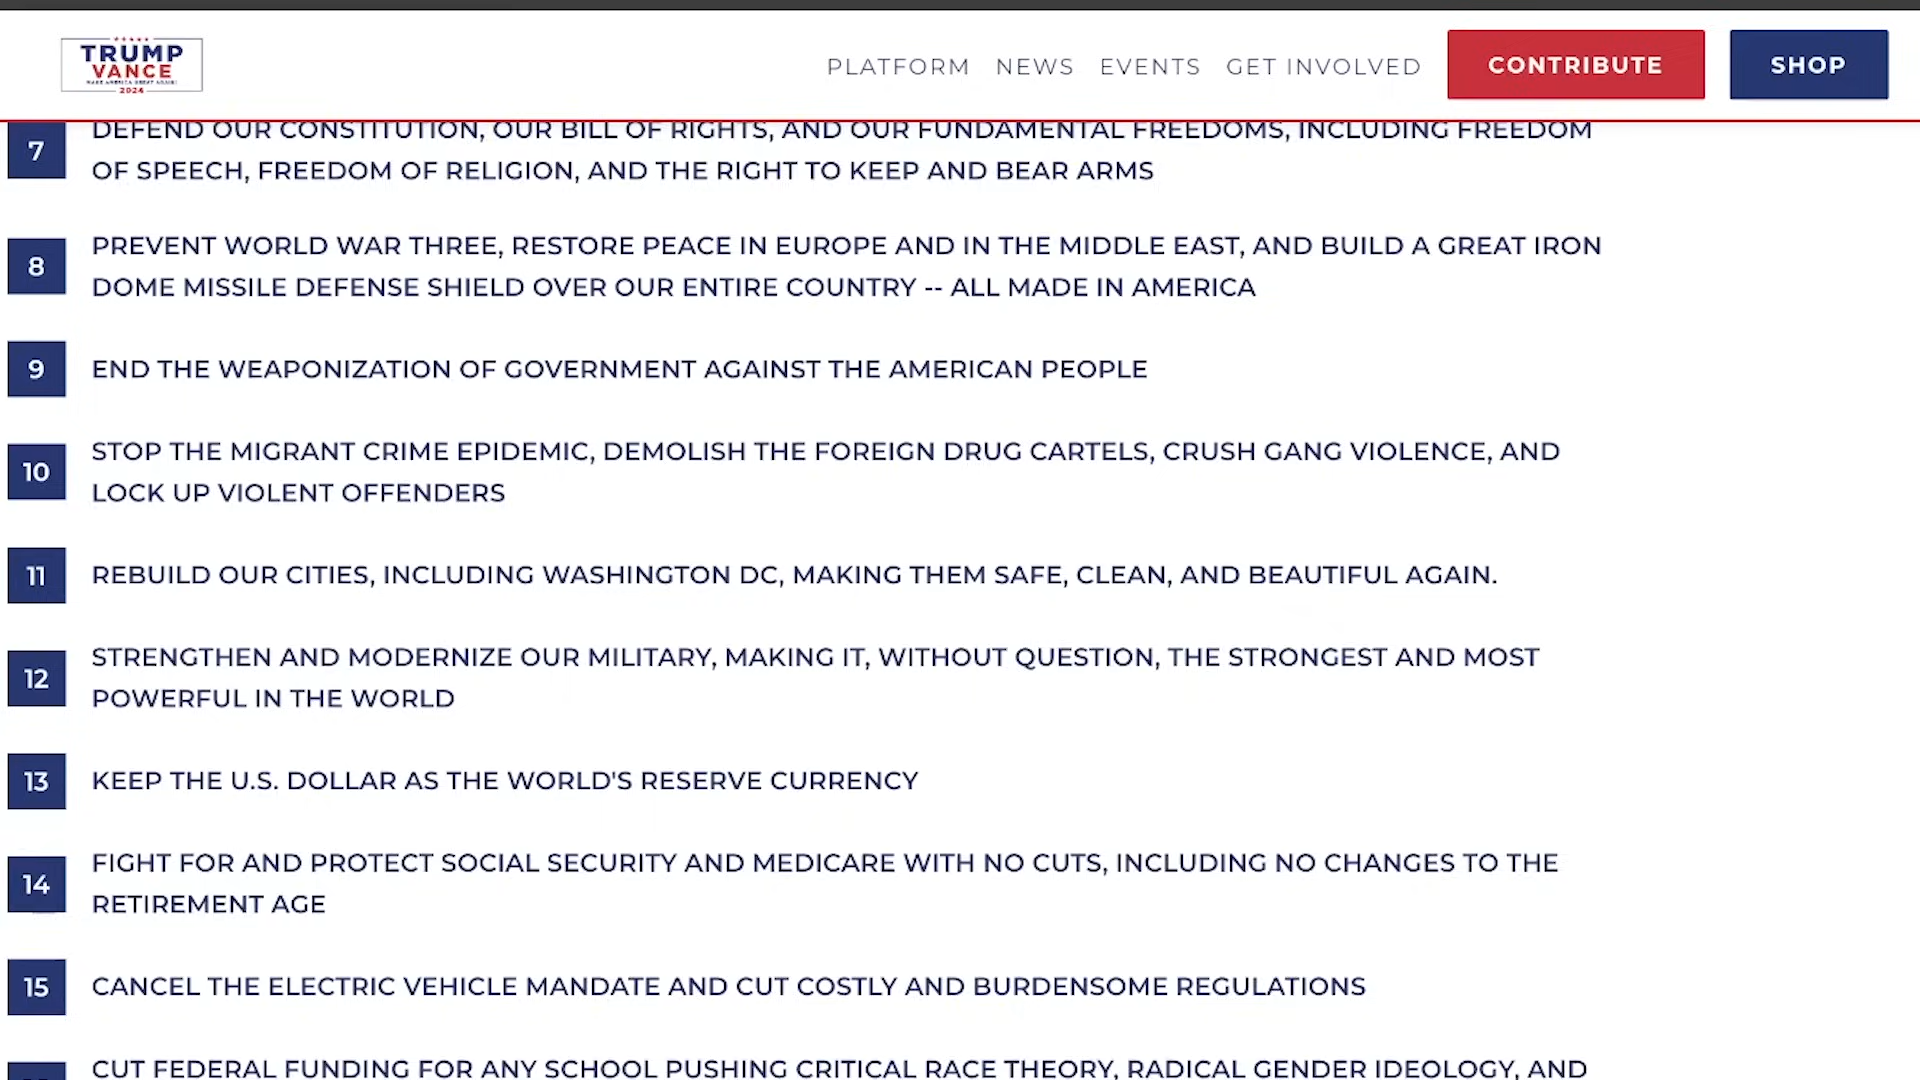 TRUMP
VANCE
MAKE AMERICA GREAT AGAIN!
2024
PLATFORM NEWS EVENTS GET INVOLVED CONTRIBUTE SHOP
7 DEFEND OUR CONSTITUTION, OUR BILL OF RIGHTS, AND OUR FUNDAMENTAL FREEDOMS, INCLUDING FREEDOM
OF SPEECH, FREEDOM OF RELIGION, AND THE RIGHT TO KEEP AND BEAR ARMS
8 PREVENT WORLD WAR THREE, RESTORE PEACE IN EUROPE AND IN THE MIDDLE EAST, AND BUILD A GREAT IRON
DOME MISSILE DEFENSE SHIELD OVER OUR ENTIRE COUNTRY -- ALL MADE IN AMERICA
9 END THE WEAPONIZATION OF GOVERNMENT AGAINST THE AMERICAN PEOPLE
10 STOP THE MIGRANT CRIME EPIDEMIC, DEMOLISH THE FOREIGN DRUG CARTELS, CRUSH GANG VIOLENCE, AND
LOCK UP VIOLENT OFFENDERS
11 REBUILD OUR CITIES, INCLUDING WASHINGTON DC, MAKING THEM SAFE, CLEAN, AND BEAUTIFUL AGAIN.
12 STRENGTHEN AND MODERNIZE OUR MILITARY, MAKING IT, WITHOUT QUESTION, THE STRONGEST AND MOST
POWERFUL IN THE WORLD
13 KEEP THE U.S. DOLLAR AS THE WORLD'S RESERVE CURRENCY
14 FIGHT FOR AND PROTECT SOCIAL SECURITY AND MEDICARE WITH NO CUTS, INCLUDING NO CHANGES TO THE
RETIREMENT AGE
15 CANCEL THE ELECTRIC VEHICLE MANDATE AND CUT COSTLY AND BURDENSOME REGULATIONS
CUT FEDERAL FUNDING FOR ANY SCHOOL PUSHING CRITICAL RACE THEORY, RADICAL GENDER IDEOLOGY, AND